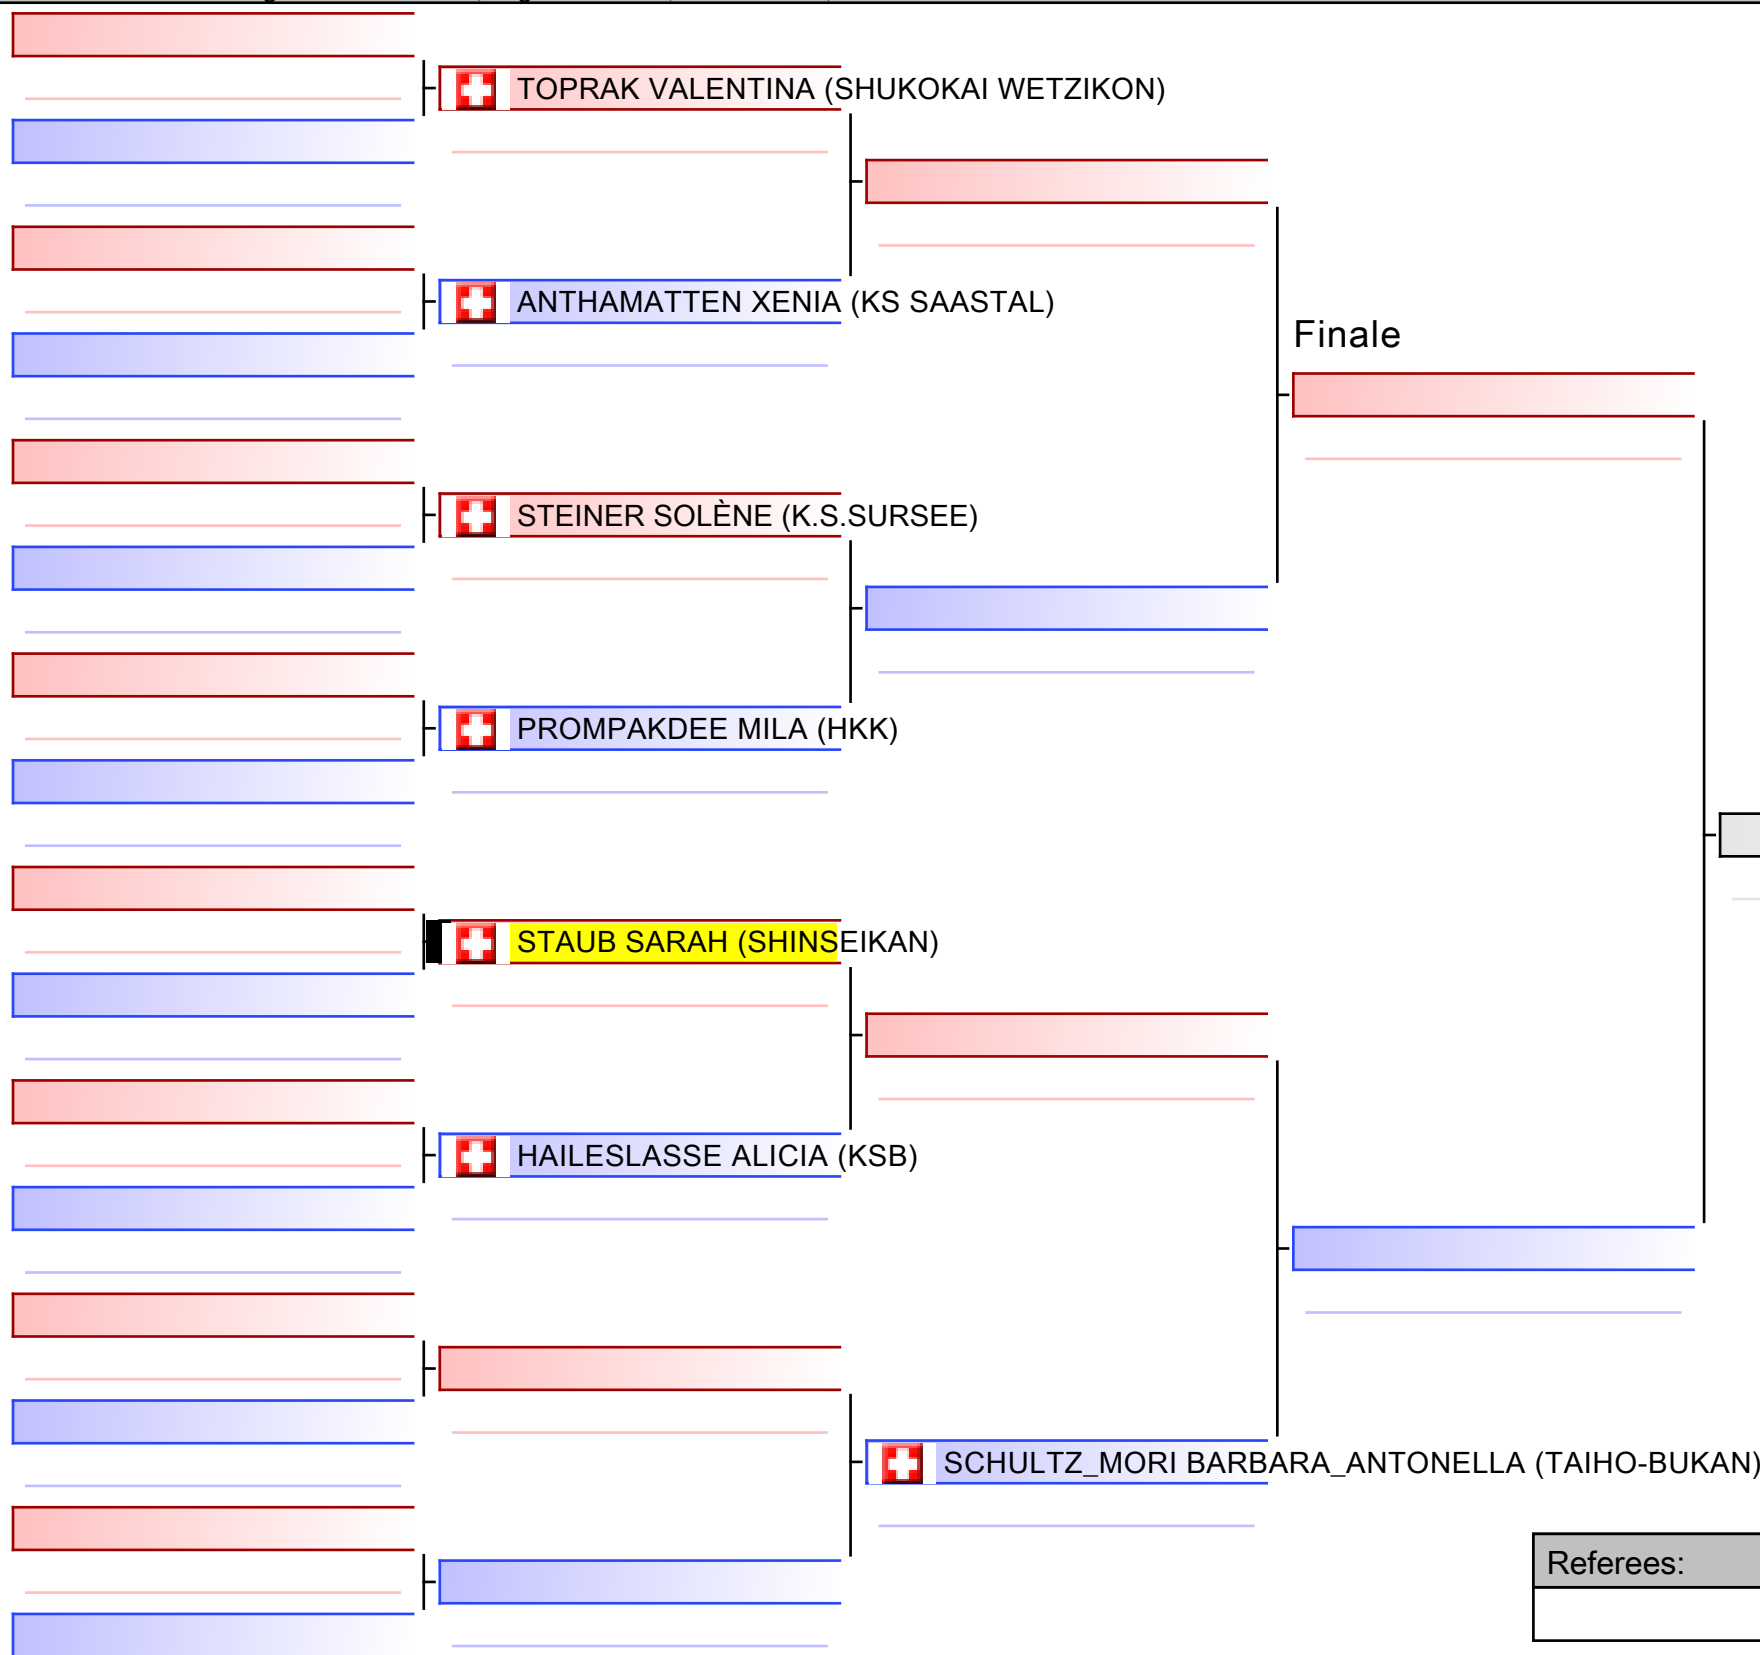 TOPRAK VALENTINA (SHUKOKAI WETZIKON)
ANTHAMATTEN XENIA (KS SAASTAL)
Finale
STEINER SOLÈNE (K.S.SURSEE)
PROMPAKDEE MILA (HKK)
STAUB SARAH (SHINSEIKAN)
HAILESLASSE ALICIA (KSB)
SCHULTZ_MORI BARBARA_ANTONELLA (TAIHO-BUKAN)
Referees: